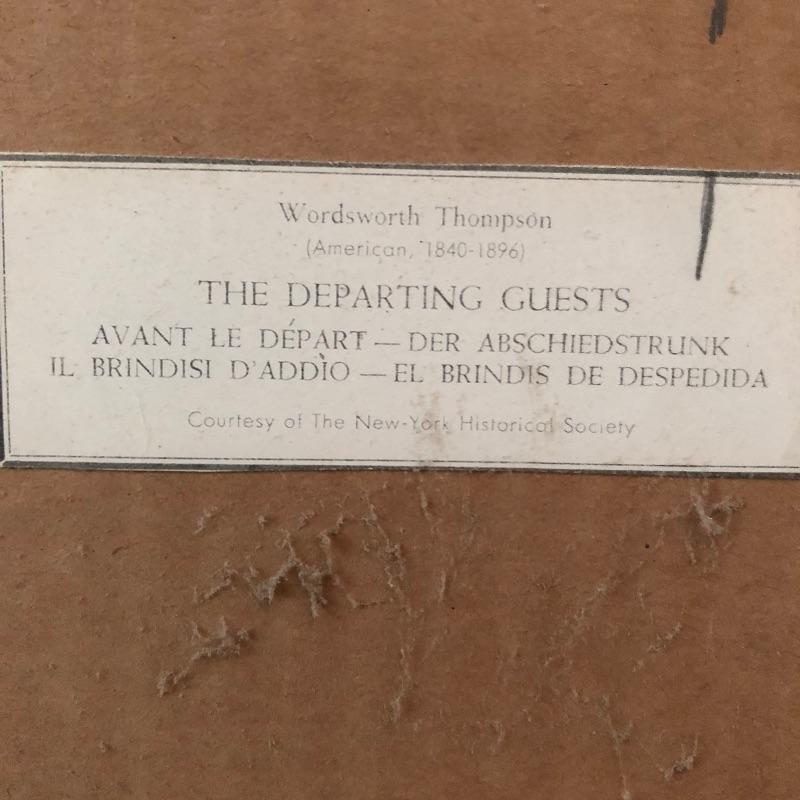 Wordsworth Thompson
(American, 1840-1896)
THE DEPARTING GUESTS
AVANT LE DÉPART — DER ABSCHIEDSTRUNK
IL BRINDISI D'ADDÌO — EL BRINDIS DE DESPEDIDA
Courtesy of The New-York Historical Society